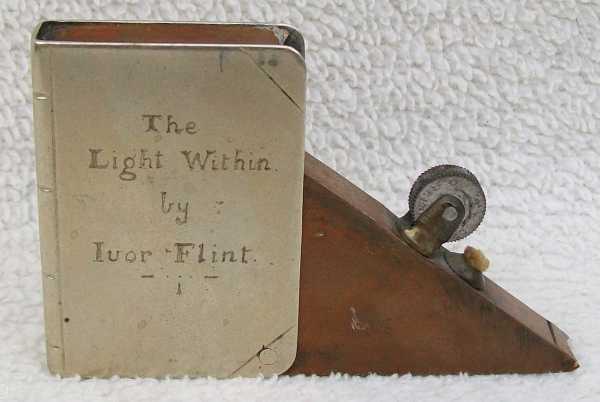 The
Light Within
by
Ivor Flint.